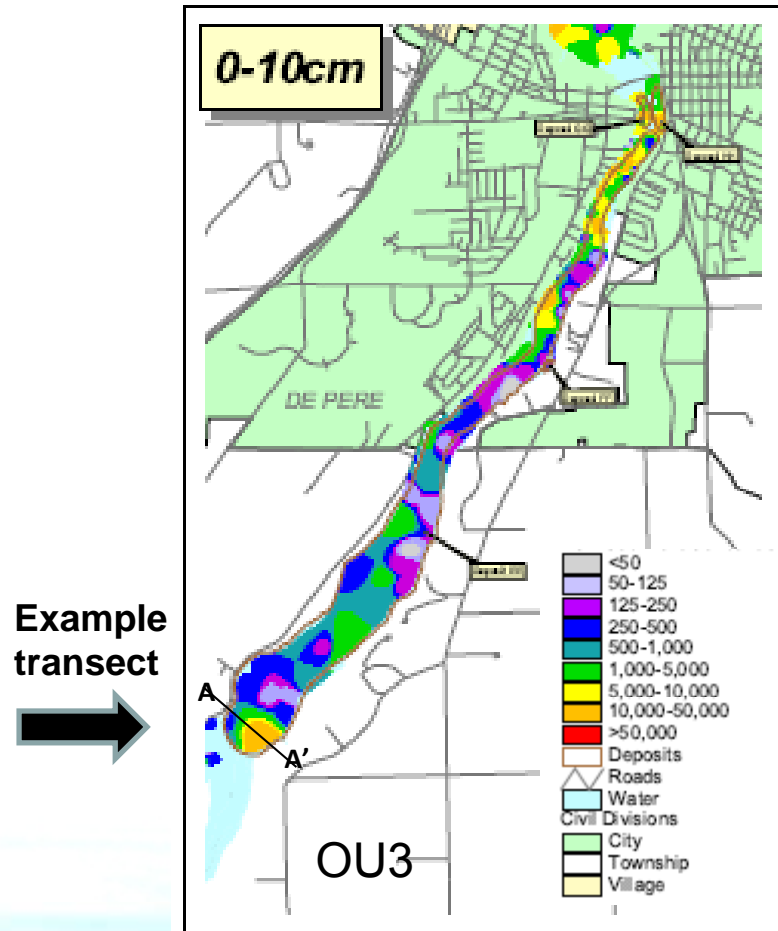 0-10cm
DE PERE
Example
transect
A
A'
OU3
<50
50-125
125-250
250-500
500-1,000
1,000-5,000
5,000-10,000
10,000-50,000
>50,000
Deposits
Roads
Water
Civil Divisions
City
Township
Village